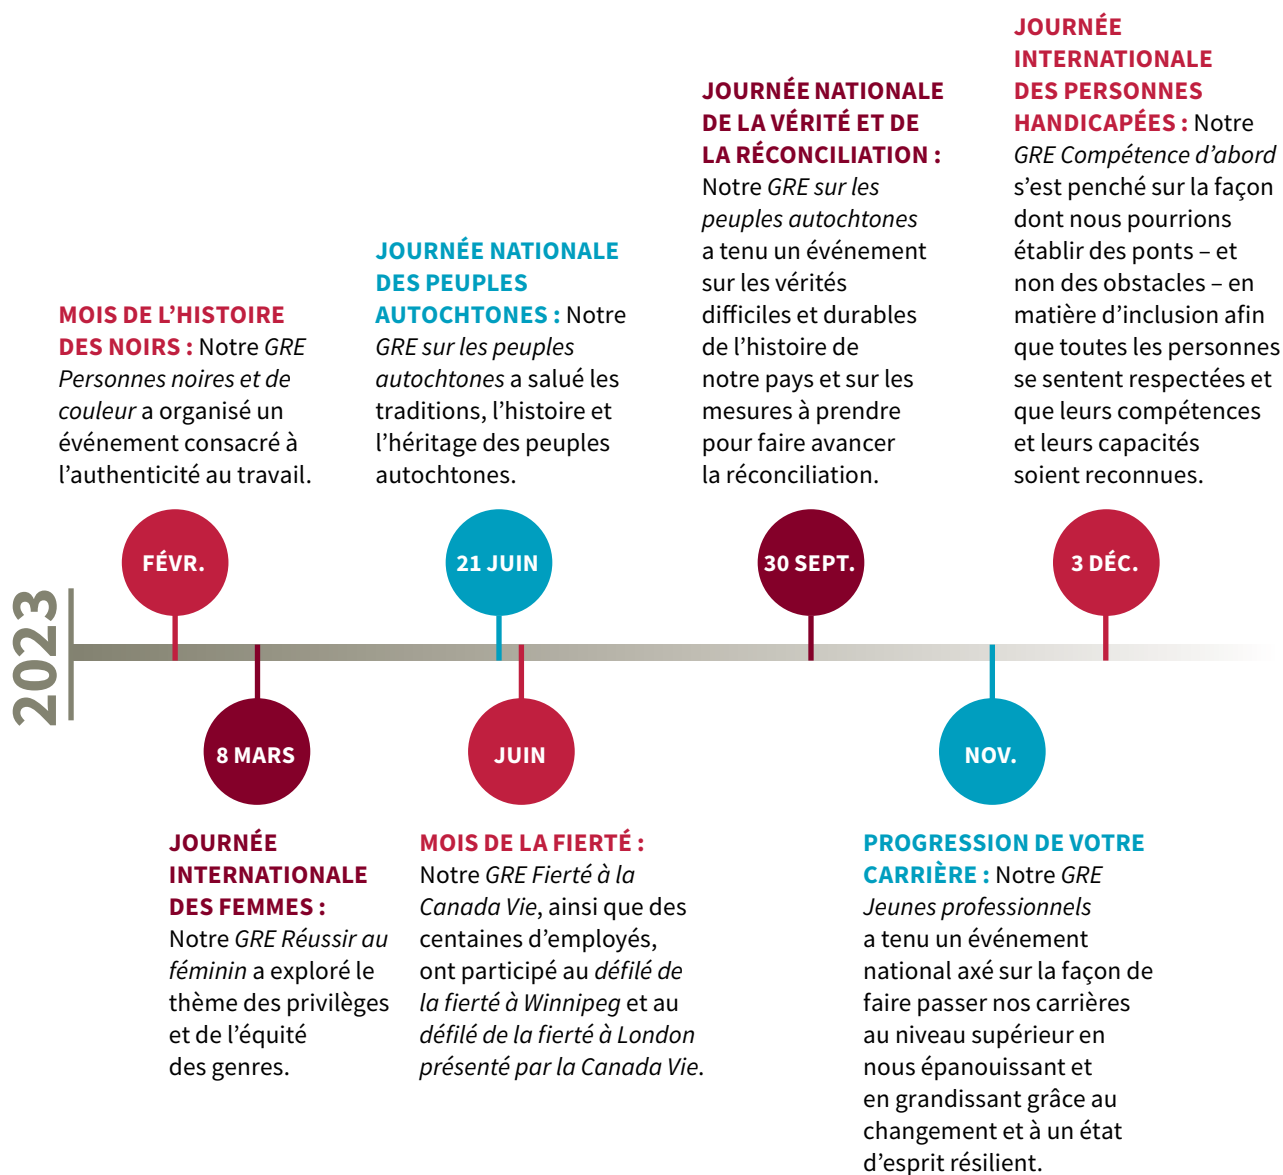 2023
MOIS DE L’HISTOIRE
DES NOIRS : Notre GRE
Personnes noires et de
couleur a organisé un
événement consacré à
l’authenticité au travail.
FÉVR.
8 MARS
JOURNÉE
INTERNATIONALE
DES FEMMES :
Notre GRE Réussir au
féminin a exploré le
thème des privilèges
et de l’équité
des genres.
JOURNÉE NATIONALE
DES PEUPLES
AUTOCHTONES : Notre
GRE sur les peuples
autochtones a salué les
traditions, l’histoire et
l’héritage des peuples
autochtones.
21 JUIN
JUIN
MOIS DE LA FIERTÉ :
Notre GRE Fierté à la
Canada Vie, ainsi que des
centaines d’employés,
ont participé au défilé de
la fierté à Winnipeg et au
défilé de la fierté à London
présenté par la Canada Vie.
JOURNÉE NATIONALE
DE LA VÉRITÉ ET DE
LA RÉCONCILIATION :
Notre GRE sur les
peuples autochtones
a tenu un événement
sur les vérités
difficiles et durables
de l’histoire de
notre pays et sur les
mesures à prendre
pour faire avancer
la réconciliation.
30 SEPT.
NOV.
PROGRESSION DE VOTRE
CARRIÈRE : Notre GRE
Jeunes professionnels
a tenu un événement
national axé sur la façon de
faire passer nos carrières
au niveau supérieur en
nous épanouissant et
en grandissant grâce au
changement et à un état
d’esprit résilient.
JOURNÉE
INTERNATIONALE
DES PERSONNES
HANDICAPÉES : Notre
GRE Compétence d’abord
s’est penché sur la façon
dont nous pourrions
établir des ponts – et
non des obstacles – en
matière d’inclusion afin
que toutes les personnes
se sentent respectées et
que leurs compétences
et leurs capacités
soient reconnues.
3 DÉC.